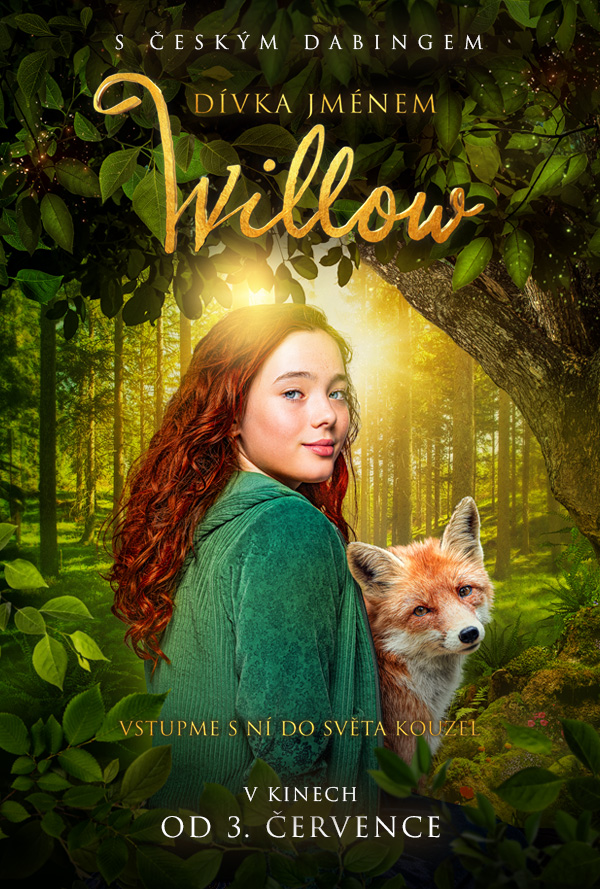 S ČESKÝM DABINGEM
DÍVKA JMÉNEM
Willow
VSTUPME S NÍ DO SVĚTA KOUZEL
V KINECH
OD 3. ČERVENCE